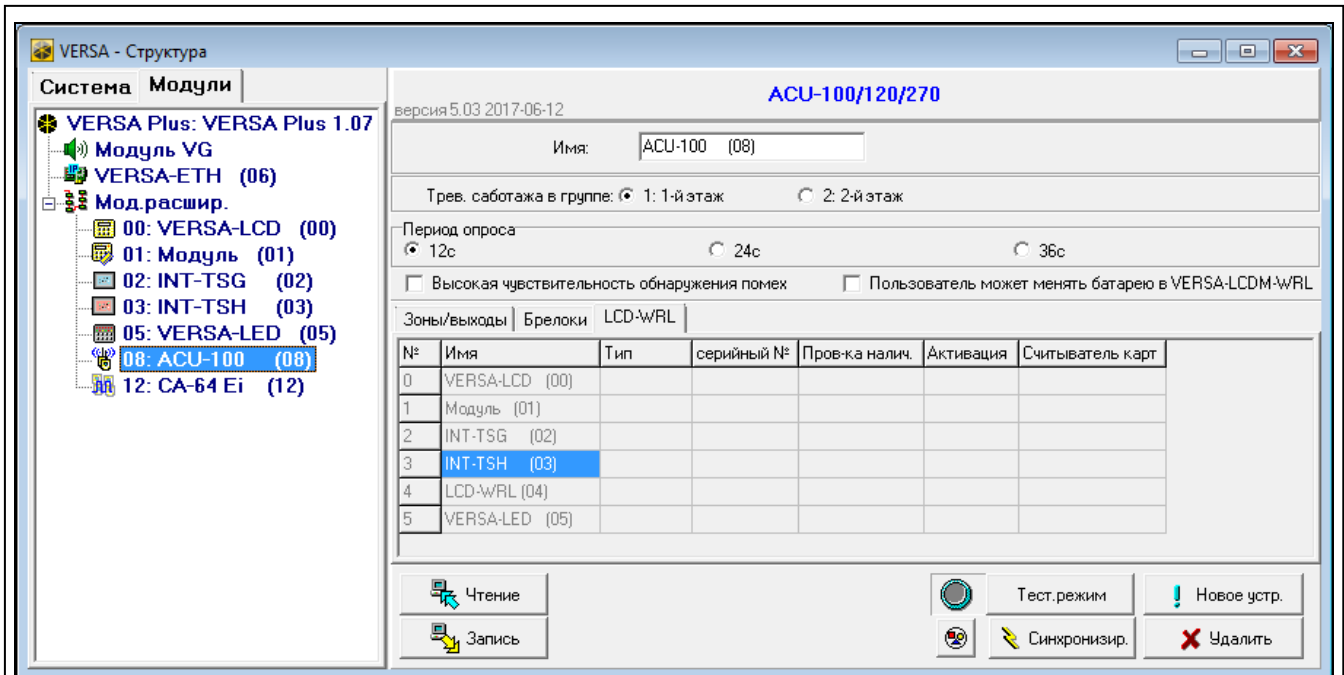 VERSA - Структура
Система Модули
VERSA Plus: VERSA Plus 1.07
Модуль VG
VERSA-ETH (06)
Мод.расшир.
00: VERSA-LCD (00)
01: Модуль (01)
02: INT-TSG (02)
03: INT-TSH (03)
05: VERSA-LED (05)
08: ACU-100 (08)
12: CA-64 Ei (12)
ACU-100/120/270
версия 5.03 2017-06-12
Имя: ACU-100 (08)
Трев. саботажа в группе: 1: 1-й этаж 2: 2-й этаж
Период опроса
12с 24с 36с
Высокая чувствительность обнаружения помех Пользователь может менять батарею в VERSA-LCDM-WRL
Зоны/выходы Брелоки LCD-WRL
№ Имя Тип серийный № Пров-ка налич. Активация Считыватель карт
0 VERSA-LCD (00)
1 Модуль (01)
2 INT-TSG (02)
3 INT-TSH (03)
4 LCD-WRL (04)
5 VERSA-LED (05)
Чтение Тест.режим Новое устр.
Запись Синхронизир. Удалить